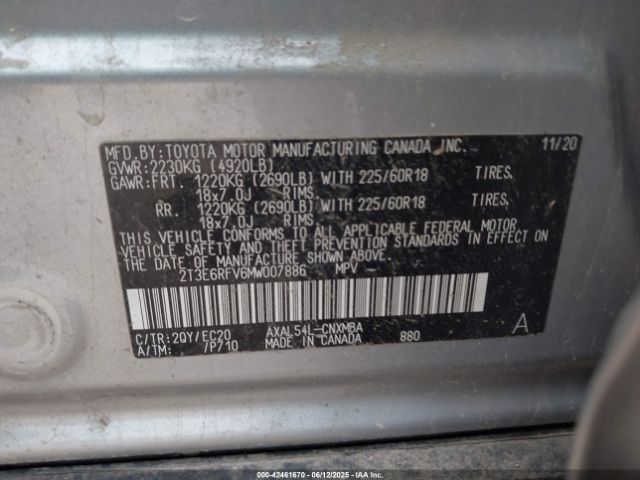 MFD.BY:TOYOTA MOTOR MANUFACTURING CANADA, INC. 11/20
GVWR:2230KG (4920LB)
GAWR:FRT. 1220KG (2690LB) WITH 225/60R18 TIRES,
18x7.0J RIMS
RR. 1220KG (2690LB) WITH 225/60R18 TIRES,
18x7.0J RIMS
THIS VEHICLE CONFORMS TO ALL APPLICABLE FEDERAL MOTOR
VEHICLE SAFETY AND THEFT PREVENTION STANDARDS IN EFFECT
ON THE DATE OF MANUFACTURE SHOWN ABOVE.
2T3E6RFV6MW007886 MPV -
C/TR:2QY/EC20 AXAL54L-CNXMBA A
A/TM: /P710 MADE IN CANADA 880
00-42461670 - 06/12/2025 - IAAI Inc.